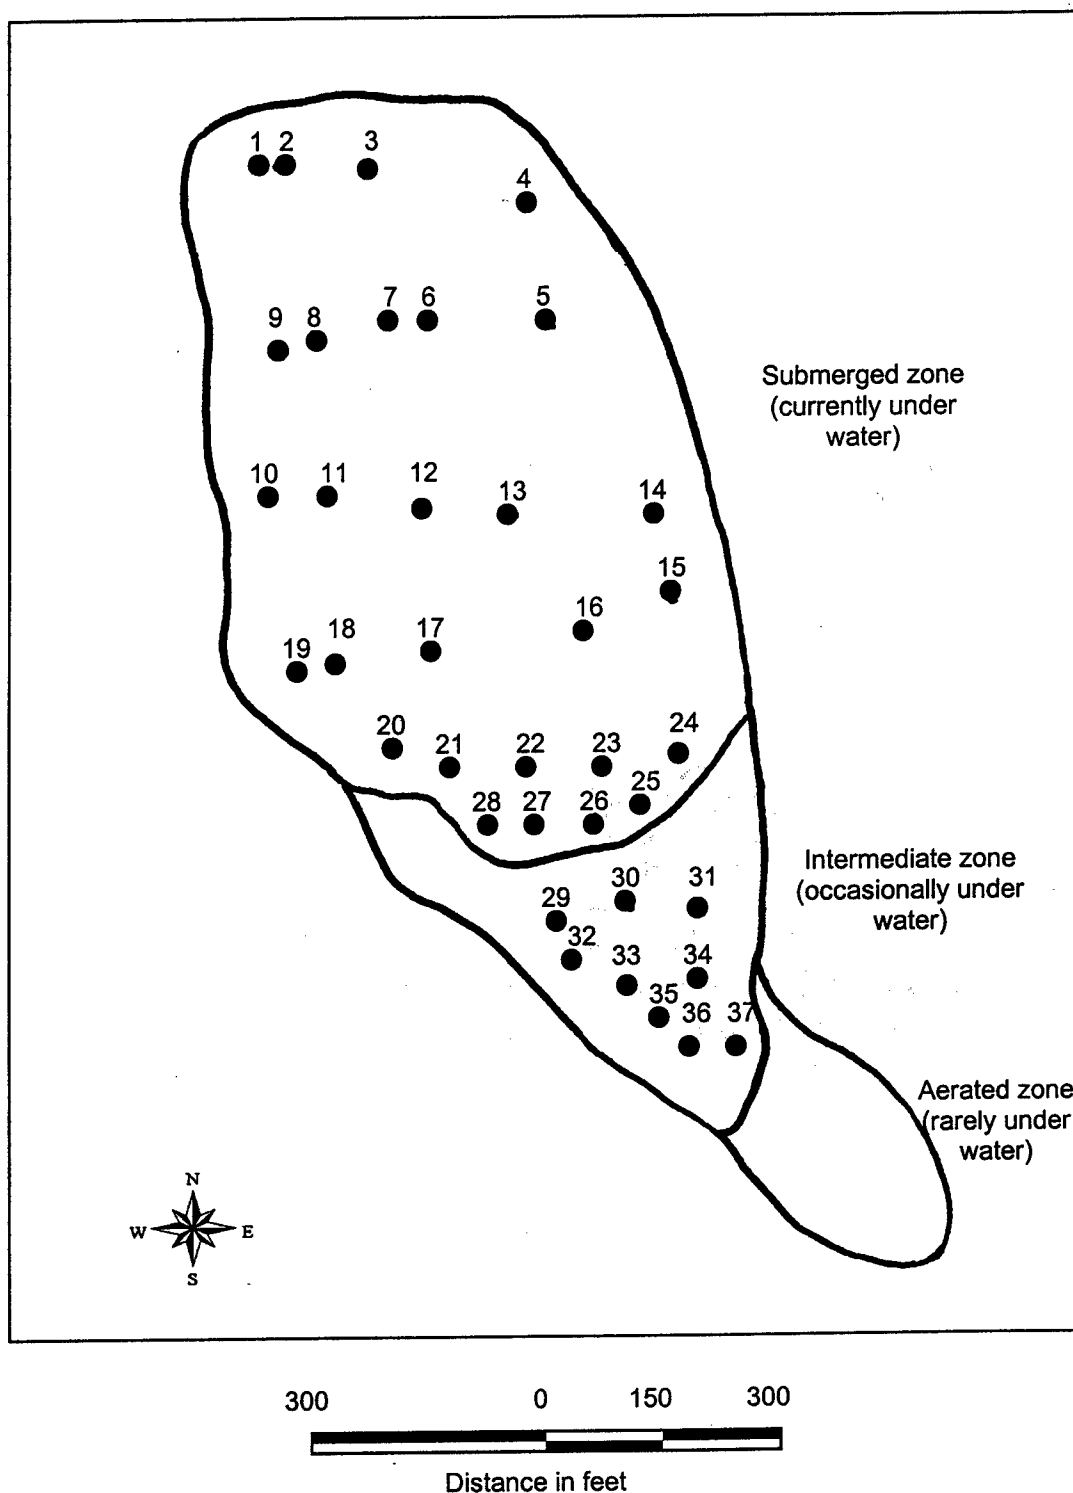 1 2 3
4
9 8 7 6 5
Submerged zone
(currently under
water)
10 11 12 13 14
15
16
19 18 17
20 21 22 23 24
25
28 27 26
Intermediate zone
(occasionally under
water)
29 30 31
32 33 34
35 36 37
Aerated zone
(rarely under
water)
N
W E
S
300 0 150 300
Distance in feet